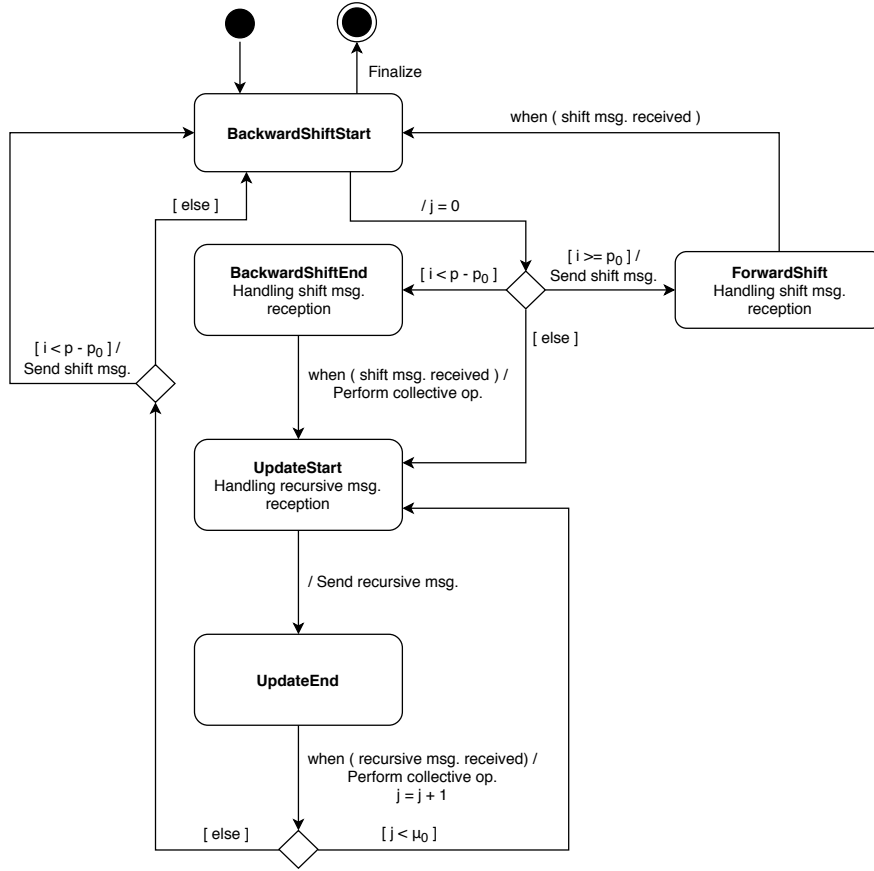 Finalize
when ( shift msg. received )
BackwardShiftStart
[ else ]
/ j = 0
[ i >= p₀ ] /
Send shift msg.
BackwardShiftEnd
Handling shift msg.
reception
[ i < p - p₀ ]
ForwardShift
Handling shift msg.
reception
[ else ]
[ i < p - p₀ ] /
Send shift msg.
when ( shift msg. received ) /
Perform collective op.
UpdateStart
Handling recursive msg.
reception
/ Send recursive msg.
UpdateEnd
when ( recursive msg. received) /
Perform collective op.
j = j + 1
[ else ]
[ j < μ₀ ]